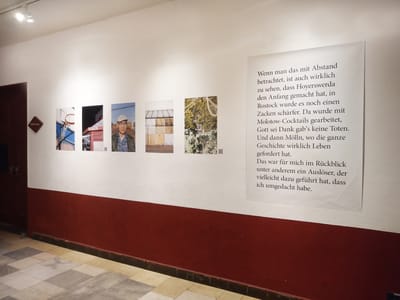 Wenn man das mit Abstand
betrachtet, ist auch wirklich
zu sehen, dass Hoyerswerda
den Anfang gemacht hat, in
Rostock wurde es noch einen
Zacken schärfer. Da wurde mit
Molotow-Cocktails gearbeitet,
Gott sei Dank gab's keine Toten.
Und dann Mölln, wo die ganze
Geschichte wirklich Leben
gefordert hat.
Das war für mich im Rückblick
unter anderem ein Auslöser, der
vielleicht dazu geführt hat, dass
ich umgedacht habe.